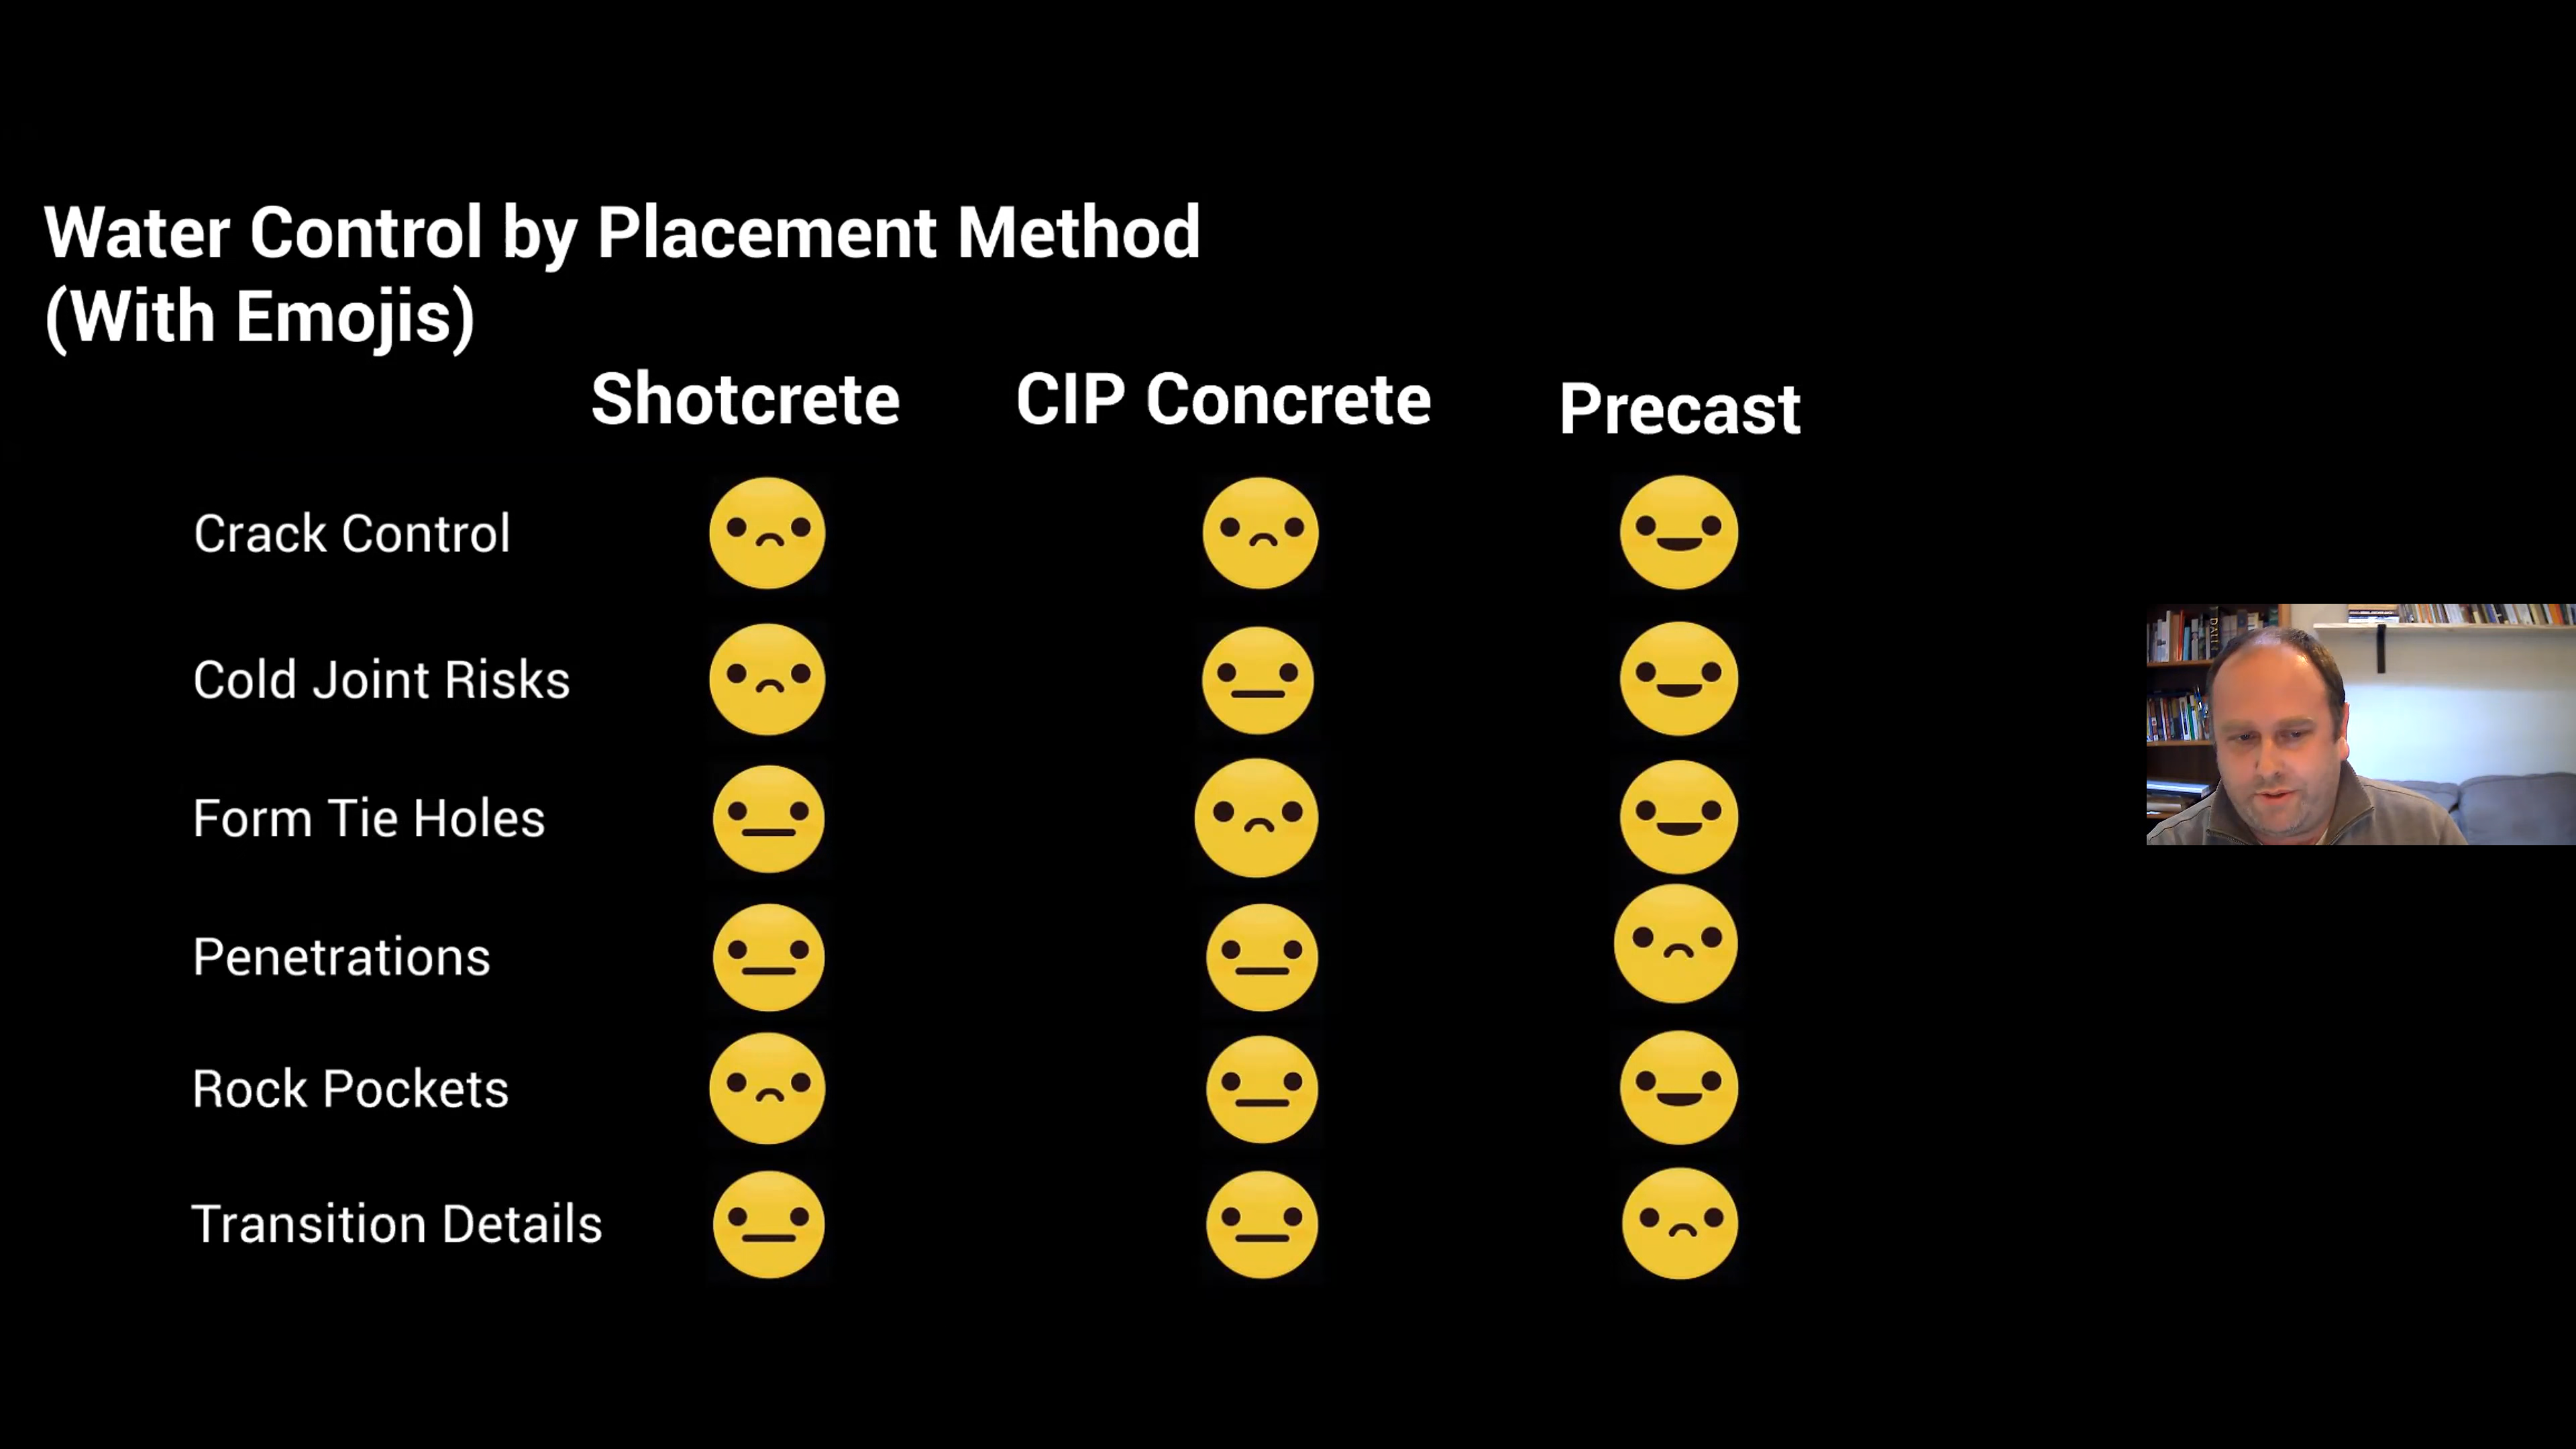 Water Control by Placement Method
(With Emojis)
Shotcrete CIP Concrete Precast
Crack Control
Cold Joint Risks
Form Tie Holes
Penetrations
Rock Pockets
Transition Details
DALI